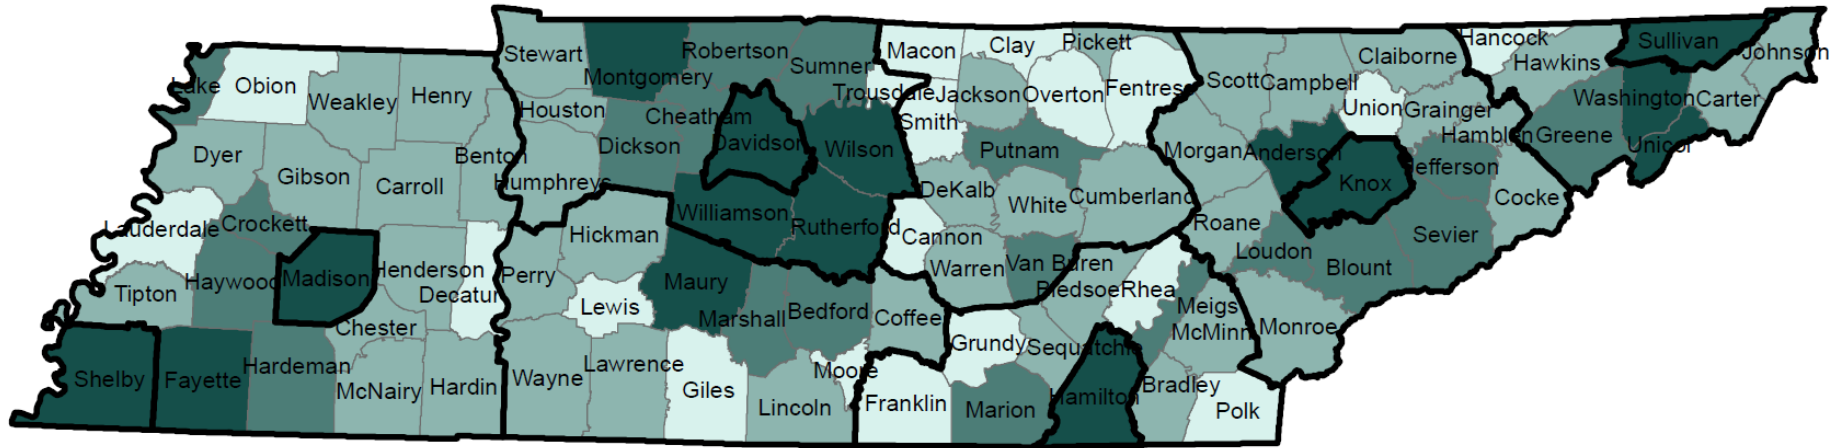 Lake
Obion
Weakley
Henry
Stewart
Montgomery
Robertson
Sumner
Macon
Clay
Pickett
Scott
Campbell
Claiborne
Hancock
Hawkins
Sullivan
Johnson
Houston
Cheatham
Trousdale
Jackson
Overton
Fentress
Union
Grainger
Washington
Carter
Dyer
Gibson
Carroll
Benton
Humphreys
Dickson
Davidson
Wilson
Smith
Putnam
Morgan
Anderson
Knox
Jefferson
Hamblen
Greene
Unicoi
Lauderdale
Crockett
Madison
Henderson
Decatur
Perry
Hickman
Williamson
Rutherford
Cannon
DeKalb
White
Cumberland
Roane
Loudon
Blount
Sevier
Cocke
Tipton
Haywood
Chester
Lewis
Maury
Marshall
Bedford
Coffee
Warren
Van Buren
Bledsoe
Rhea
Meigs
McMinn
Monroe
Shelby
Fayette
Hardeman
McNairy
Hardin
Wayne
Lawrence
Giles
Lincoln
Moore
Franklin
Grundy
Sequatchie
Marion
Hamilton
Bradley
Polk